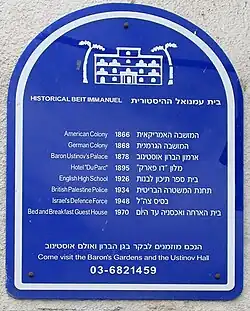 בית עמנואל ההיסטורית
HISTORICAL BEIT IMMANUEL
American Colony 1866 המושבה האמריקאית
German Colony 1868 המושבה הגרמנית
Baron Ustinov's Palace 1878 ארמון הברון אוסטינוב
Hotel "Du Parc" 1895 מלון "דו פארק"
English High School 1926 בית ספר תיכון לבנות
British Palestine Police 1934 תחנת המשטרה הבריטית
Israel's Defence Force 1948 בסיס צה"ל
Bed and Breakfast Guest House 1970 בית הארחה ואכסניה עד היום
הנכם מוזמנים לבקר בגן הברון ואולם אוסטינוב
Come visit the Baron's Gardens and the Ustinov Hall
03-6821459